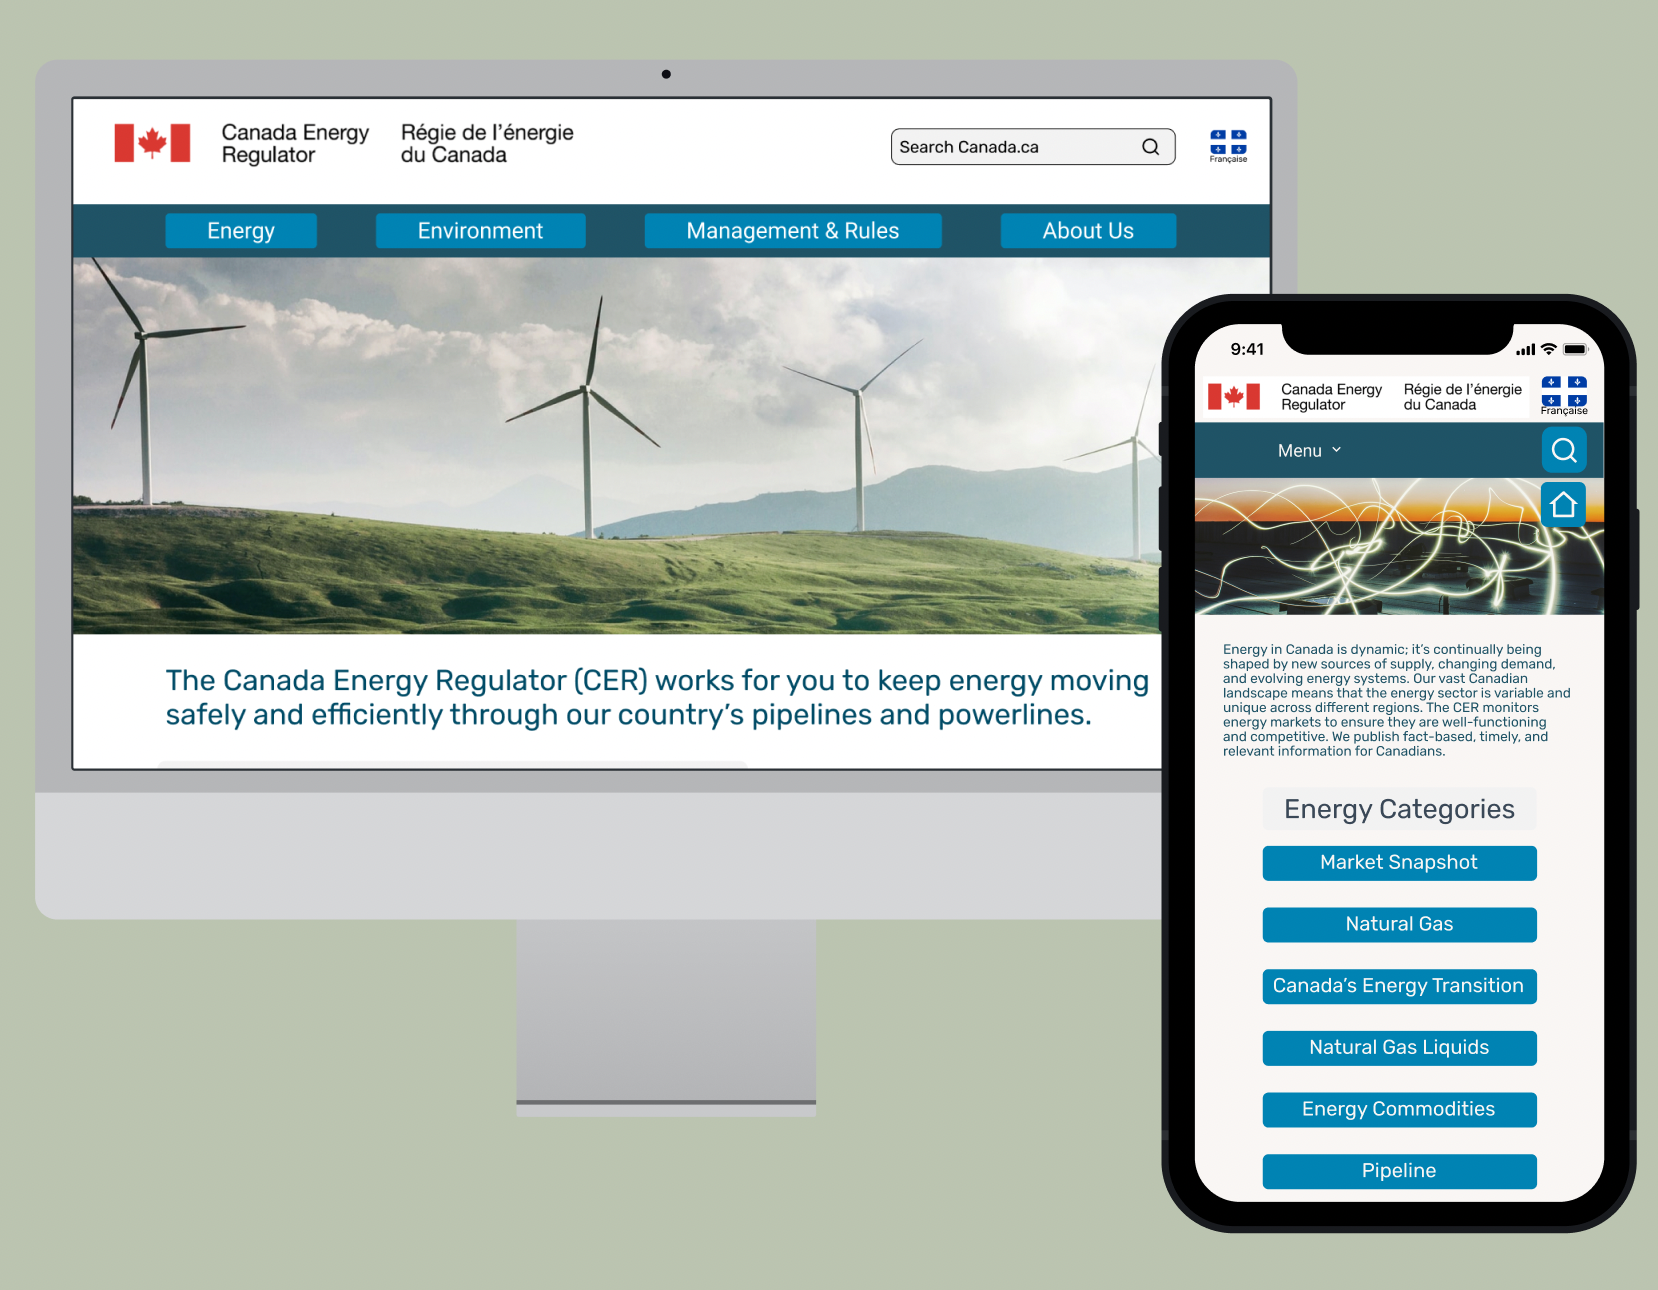 Canada Energy
Regulator
Régie de l'énergie
du Canada
Search Canada.ca
Française
Energy
Environment
Management & Rules
About Us
The Canada Energy Regulator (CER) works for you to keep energy moving
safely and efficiently through our country's pipelines and powerlines.
9:41
Canada Energy
Regulator
Régie de l'énergie
du Canada
Française
Menu
Energy in Canada is dynamic; it's continually being
shaped by new sources of supply, changing demand,
and evolving energy systems. Our vast Canadian
landscape means that the energy sector is variable and
unique across different regions. The CER monitors
energy markets to ensure they are well-functioning
and competitive. We publish fact-based, timely, and
relevant information for Canadians.
Energy Categories
Market Snapshot
Natural Gas
Canada's Energy Transition
Natural Gas Liquids
Energy Commodities
Pipeline